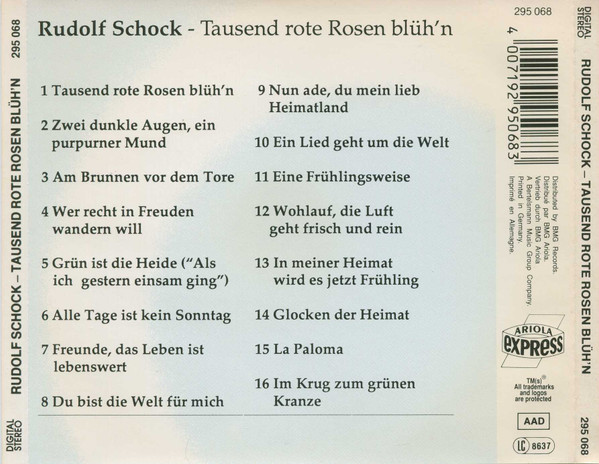 Rudolf Schock - Tausend rote Rosen blüh'n
1 Tausend rote Rosen blüh'n
2 Zwei dunkle Augen, ein
purpurner Mund
3 Am Brunnen vor dem Tore
4 Wer recht in Freuden
wandern will
5 Grün ist die Heide ("Als
ich gestern einsam ging")
6 Alle Tage ist kein Sonntag
7 Freunde, das Leben ist
lebenswert
8 Du bist die Welt für mich
9 Nun ade, du mein lieb
Heimatland
10 Ein Lied geht um die Welt
11 Eine Frühlingsweise
12 Wohlauf, die Luft
geht frisch und rein
13 In meiner Heimat
wird es jetzt Frühling
14 Glocken der Heimat
15 La Paloma
16 Im Krug zum grünen
Kranze
295 068
4 007192 950683
Distributed by BMG Records.
Distribué par BMG Ariola.
Vertrieb durch BMG Ariola
A Bertelsmann Music Group Company.
Printed in Germany.
Imprimé en Allemagne.
ARIOLA
EXPRESS
TM(s)
All trademarks
and logos
are protected
AAD
LC 8637
DIGITAL
STEREO
RUDOLF SCHOCK – TAUSEND ROTE ROSEN BLÜH'N
295 068
DIGITAL
STEREO
RUDOLF SCHOCK – TAUSEND ROTE ROSEN BLÜH'N
295 068